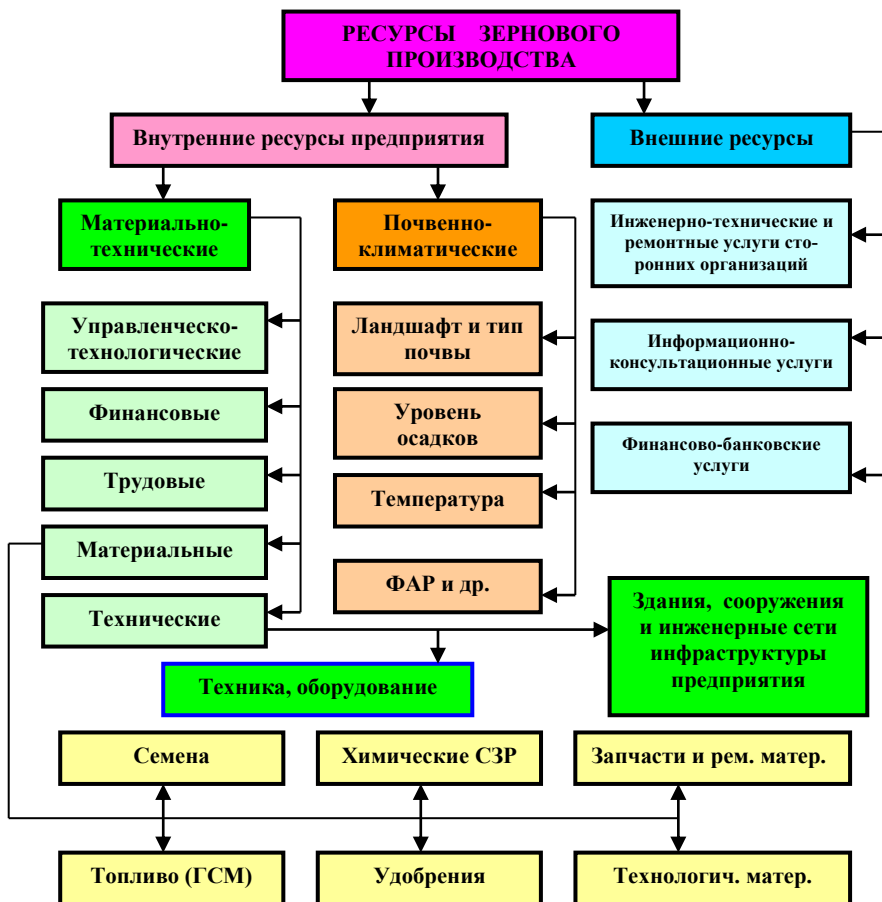 РЕСУРСЫ ЗЕРНОВОГО
ПРОИЗВОДСТВА
Внутренние ресурсы предприятия
Внешние ресурсы
Материально-
технические
Почвенно-
климатические
Инженерно-технические и
ремонтные услуги сто-
ронних организаций
Управленческо-
технологические
Ландшафт и тип
почвы
Информационно-
консультационные услуги
Финансовые
Уровень
осадков
Финансово-банковские
услуги
Трудовые
Температура
Материальные
ФАР и др.
Технические
Здания, сооружения
и инженерные сети
инфраструктуры
предприятия
Техника, оборудование
Семена
Химические СЗР
Запчасти и рем. матер.
Топливо (ГСМ)
Удобрения
Технологич. матер.